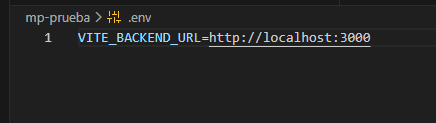 mp-prueba > .env
1 VITE_BACKEND_URL=http://localhost:3000